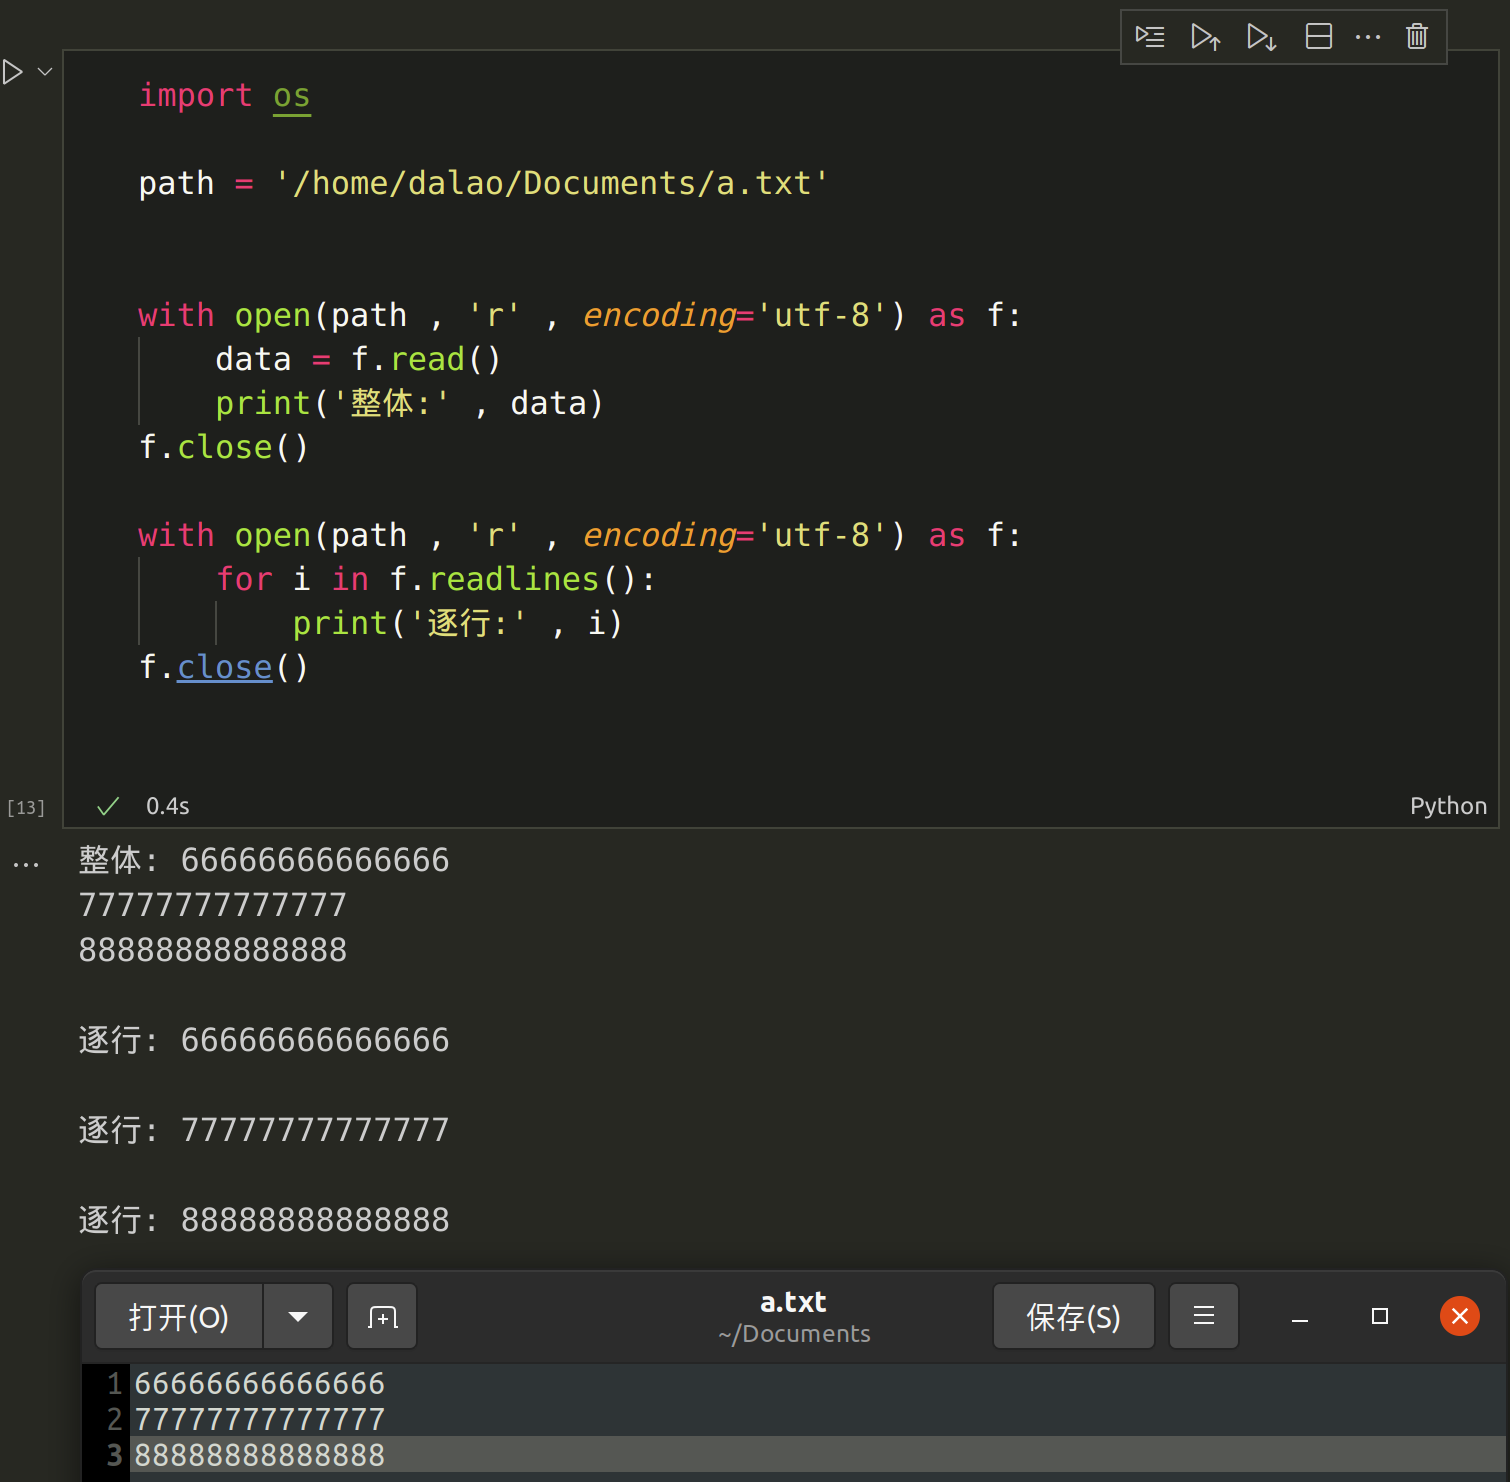 import os
path = '/home/dalao/Documents/a.txt'
with open(path , 'r' , encoding='utf-8') as f:
    data = f.read()
    print('整体:' , data)
f.close()
with open(path , 'r' , encoding='utf-8') as f:
    for i in f.readlines():
        print('逐行:' , i)
f.close()
[13] 0.4s Python
整体: 66666666666666
77777777777777
88888888888888
逐行: 66666666666666
逐行: 77777777777777
逐行: 88888888888888
打开(O) a.txt 保存(S)
~/Documents
1 66666666666666
2 77777777777777
3 88888888888888